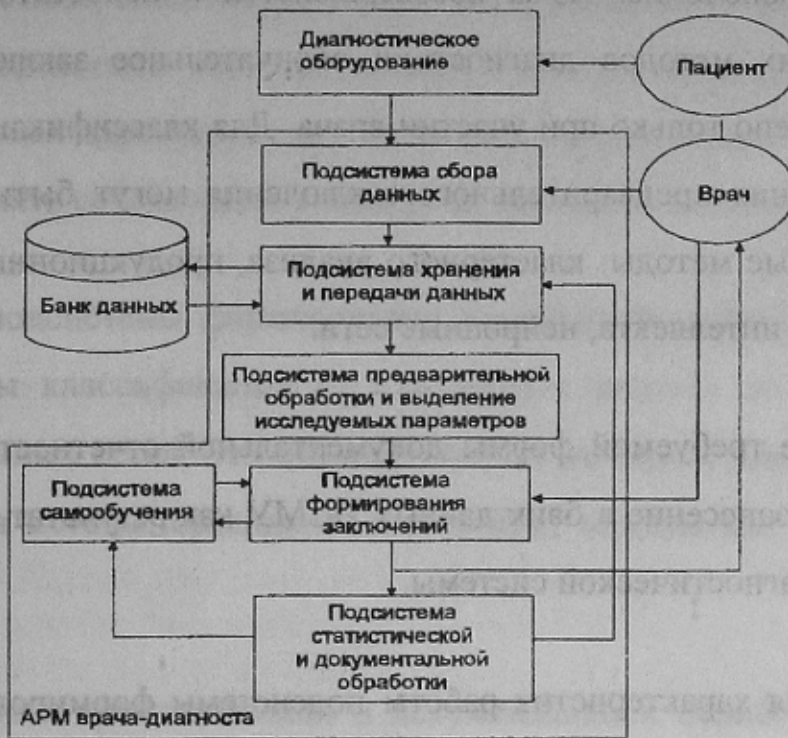 Диагностическое
оборудование
Пациент
Подсистема сбора
данных
Врач
Банк данных
Подсистема хранения
и передачи данных
Подсистема предварительной
обработки и выделение
исследуемых параметров
Подсистема
самообучения
Подсистема
формирования
заключений
Подсистема
статистической
и документальной
обработки
АРМ врача-диагноста